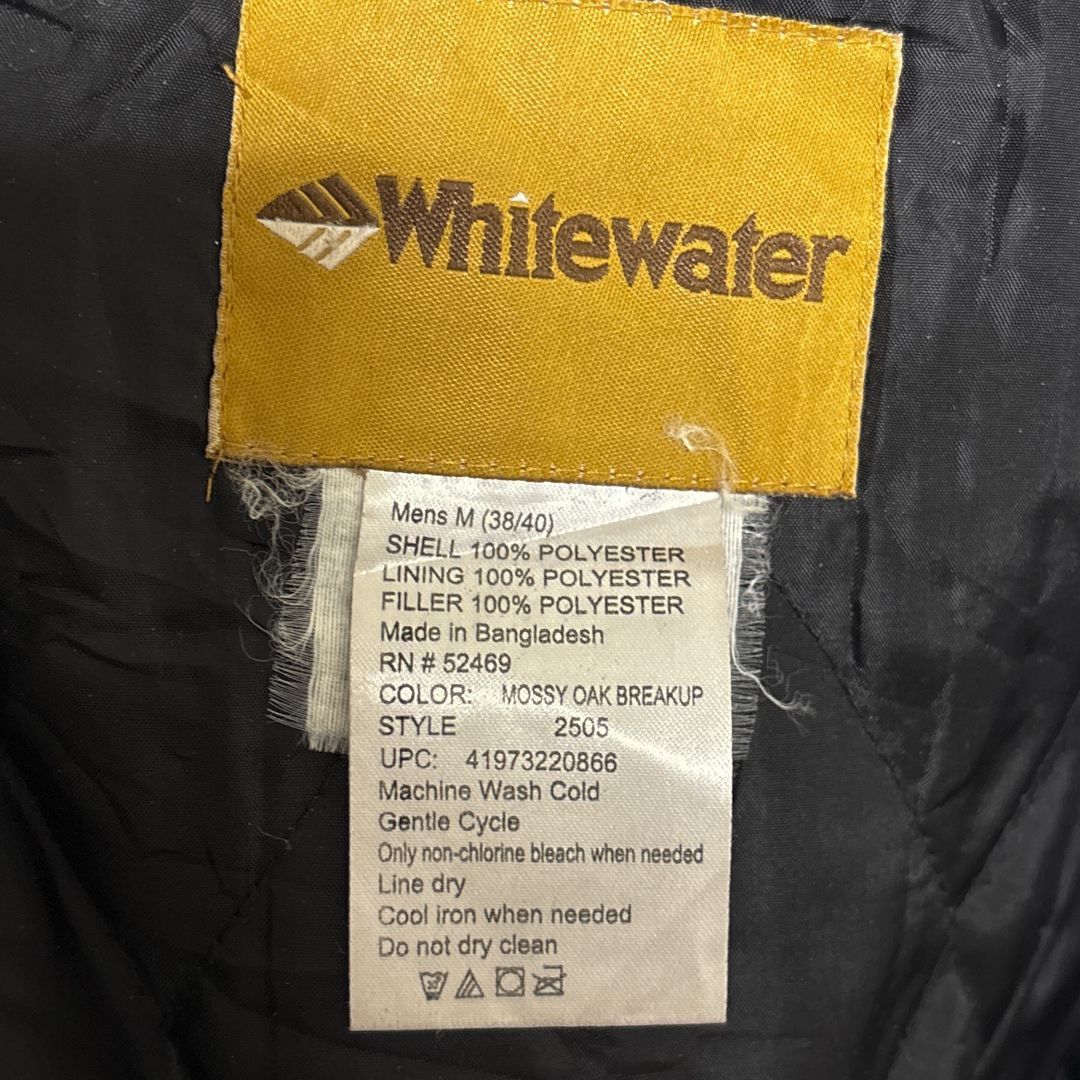 Whitewater
Mens M (38/40)
SHELL 100% POLYESTER
LINING 100% POLYESTER
FILLER 100% POLYESTER
Made in Bangladesh
RN # 52469
COLOR: MOSSY OAK BREAKUP
STYLE 2505
UPC: 41973220866
Machine Wash Cold
Gentle Cycle
Only non-chlorine bleach when needed
Line dry
Cool iron when needed
Do not dry clean